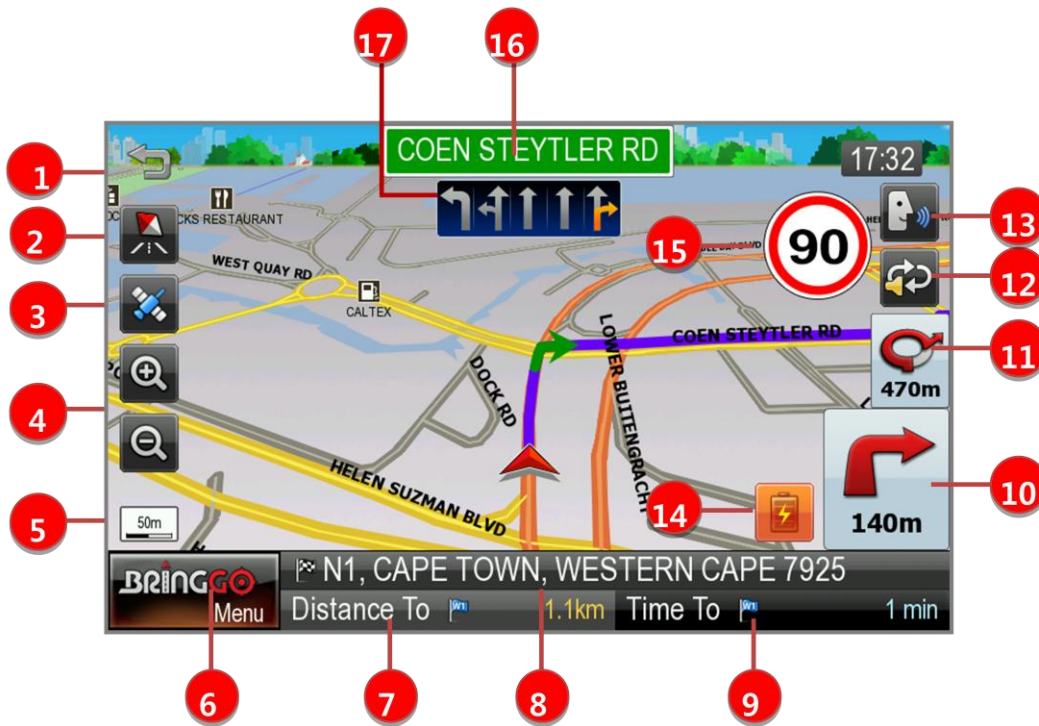 17
16
COEN STEYTLER RD
17:32
1
2
CKS RESTAURANT
15
90
13
WEST QUAY RD
12
3
CALTEX
COEN STEYTLER RD
LOWER BUITENGRACHT
11
470m
DOCK RD
4
HELEN SUZMAN BLVD
10
140m
14
5
50m
BRINGGO
Menu
N1, CAPE TOWN, WESTERN CAPE 7925
Distance To W1 1.1km Time To W1 1 min
6
7
8
9